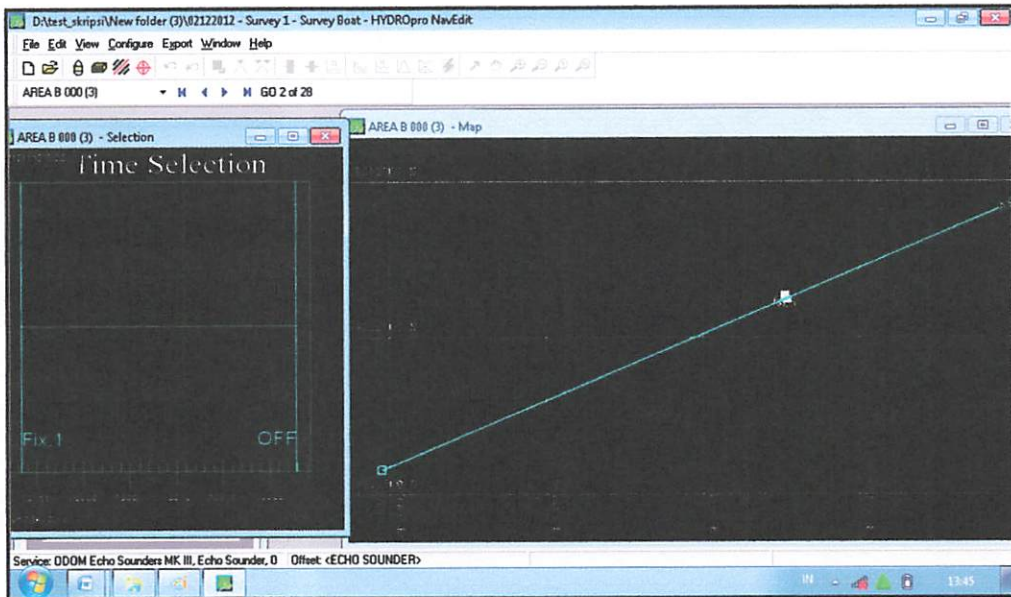 D:\test_skripsi\New folder (3)\02122012 - Survey 1 - Survey Boat - HYDROpro NavEdit
File Edit View Configure Export Window Help
AREA B 000 (3) GO 2 of 28
AREA B 000 (3) - Selection
AREA B 000 (3) - Map
Time Selection
Fix.1 OFF
Service: ODOM Echo Sounders MK III, Echo Sounder, 0 Offset: <ECHO SOUNDER>
IN 13:45